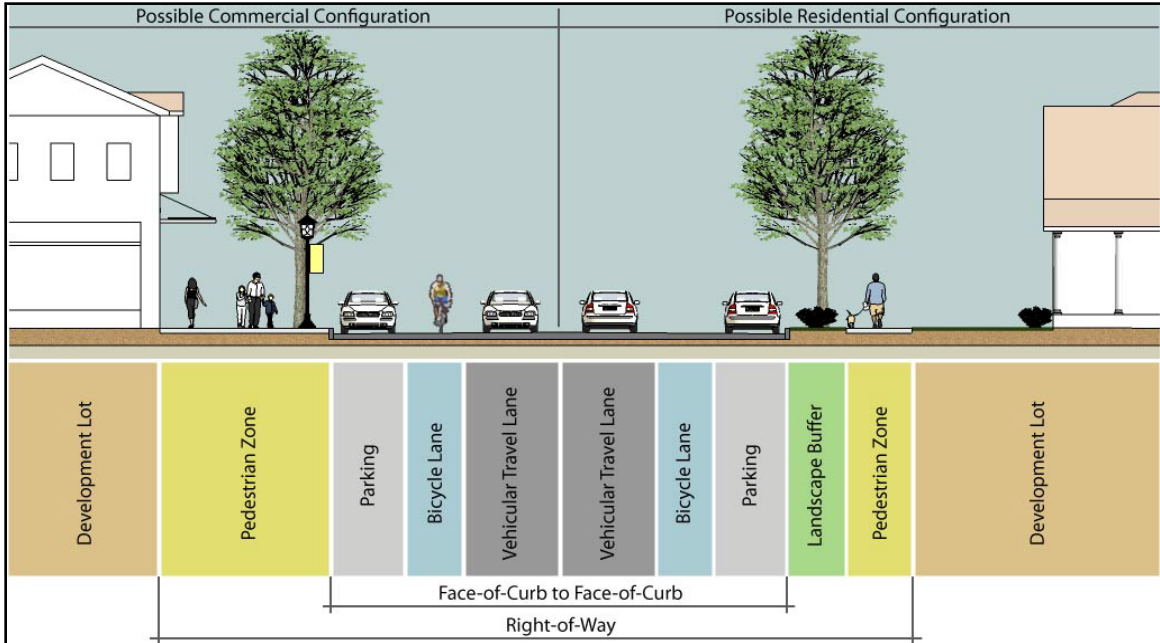 Possible Commercial Configuration
Possible Residential Configuration
Development Lot
Pedestrian Zone
Parking
Bicycle Lane
Vehicular Travel Lane
Vehicular Travel Lane
Bicycle Lane
Parking
Landscape Buffer
Pedestrian Zone
Development Lot
Face-of-Curb to Face-of-Curb
Right-of-Way